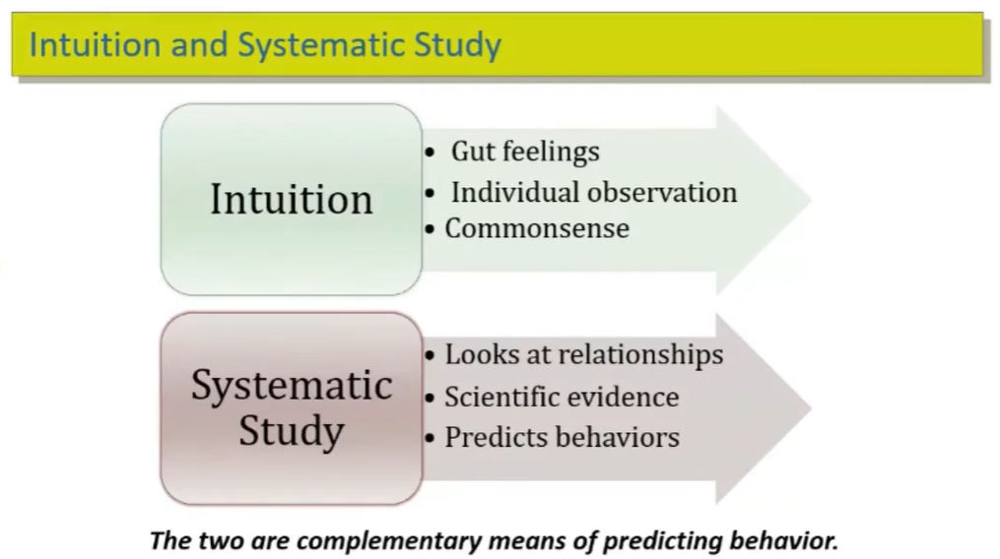 Intuition and Systematic Study
Intuition
• Gut feelings
• Individual observation
• Commonsense
Systematic
Study
• Looks at relationships
• Scientific evidence
• Predicts behaviors
The two are complementary means of predicting behavior.